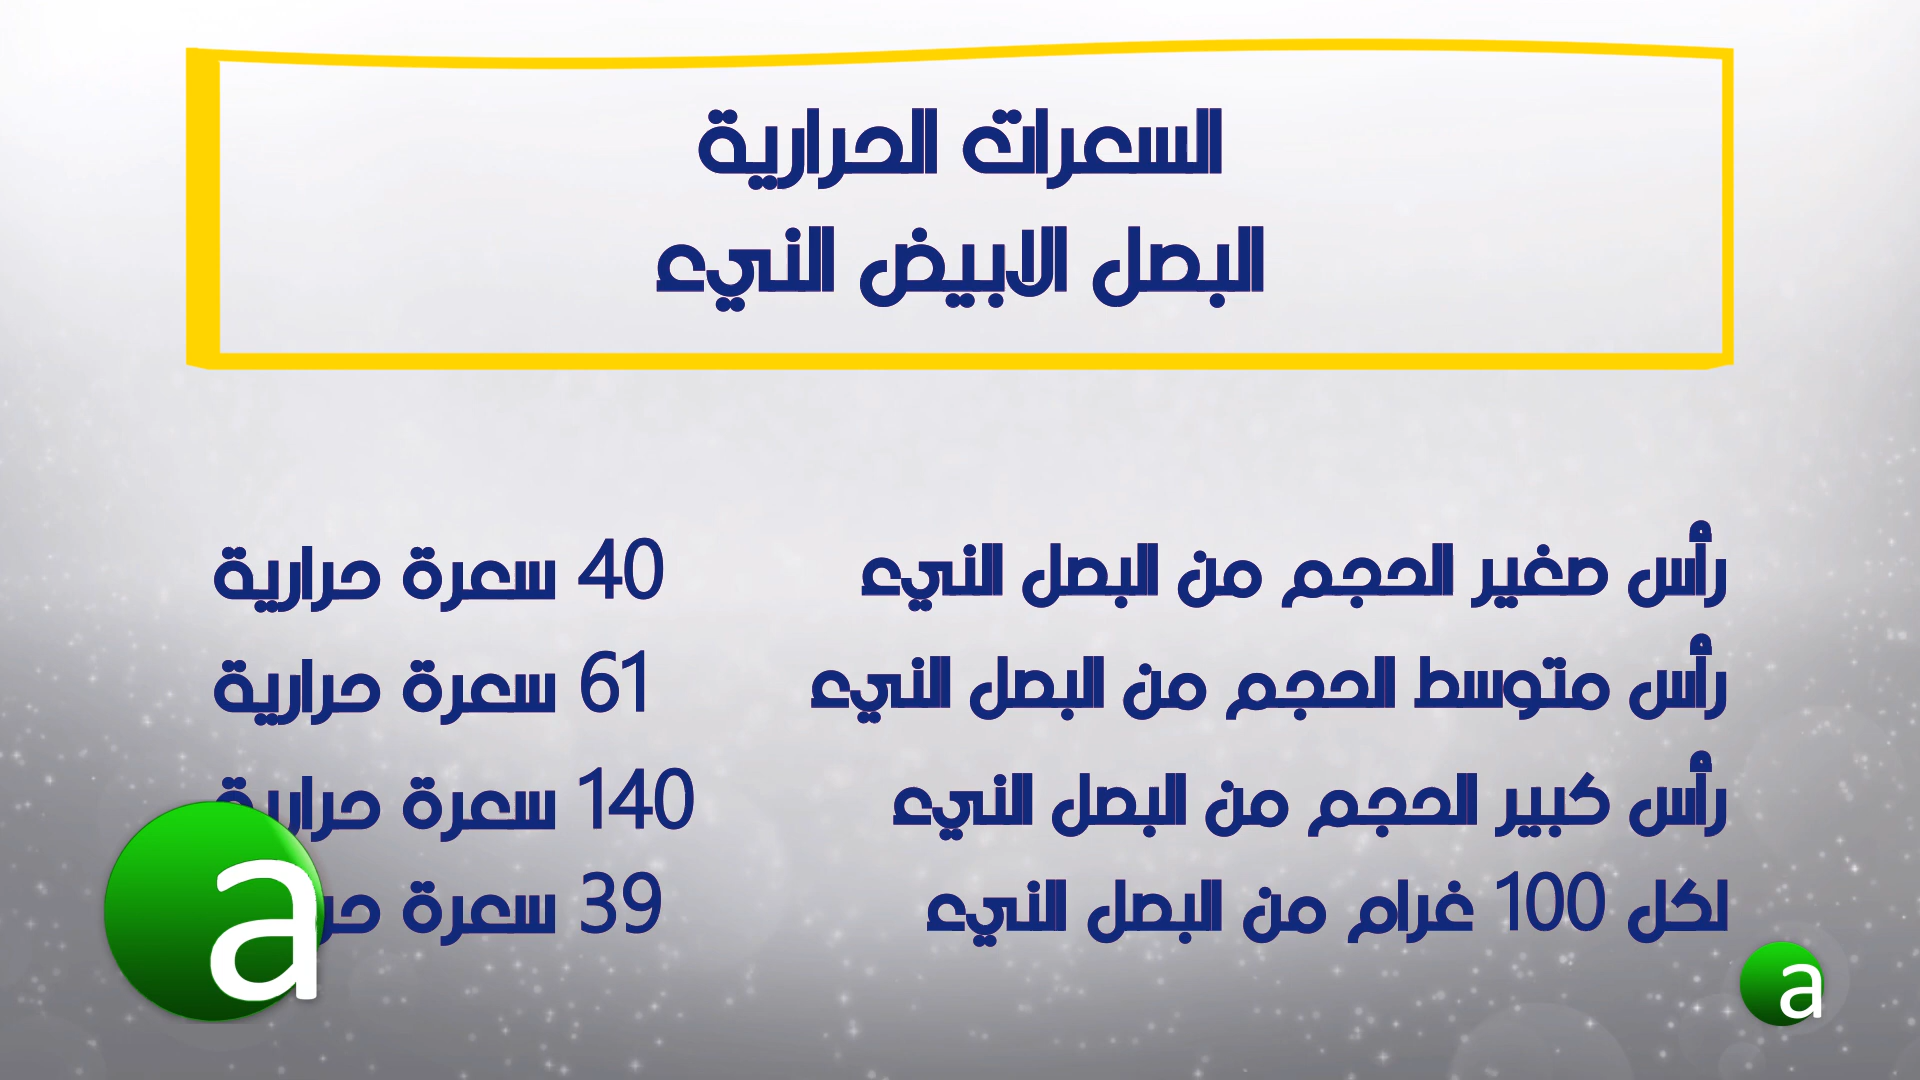 السعرات الحرارية
البصل الابيض النيء
رأس صغير الحجم من البصل النيء 40 سعرة حرارية
رأس متوسط الحجم من البصل النيء 61 سعرة حرارية
رأس كبير الحجم من البصل النيء 140 سعرة حرارية
لكل 100 غرام من البصل النيء 39 سعرة
a
a